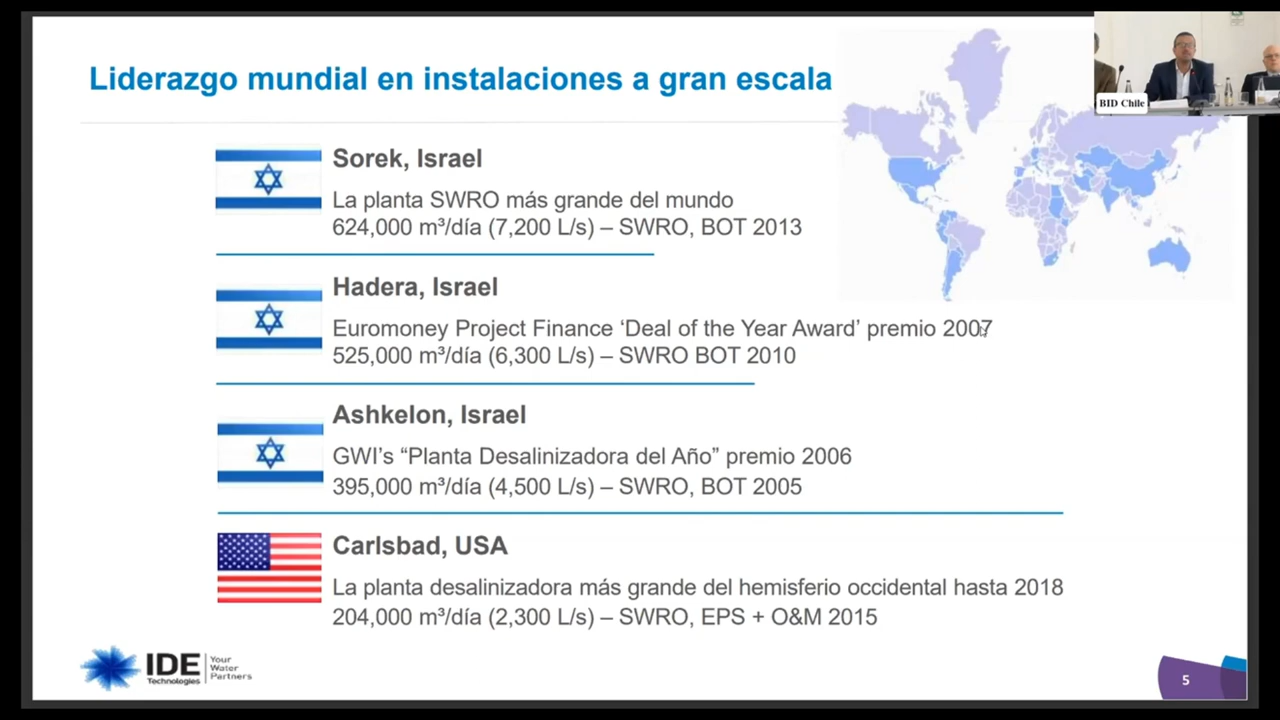 Liderazgo mundial en instalaciones a gran escala
BID Chile
Sorek, Israel
La planta SWRO más grande del mundo
624,000 m³/día (7,200 L/s) – SWRO, BOT 2013
Hadera, Israel
Euromoney Project Finance ‘Deal of the Year Award’ premio 2007
525,000 m³/día (6,300 L/s) – SWRO BOT 2010
Ashkelon, Israel
GWI’s “Planta Desalinizadora del Año” premio 2006
395,000 m³/día (4,500 L/s) – SWRO, BOT 2005
Carlsbad, USA
La planta desalinizadora más grande del hemisferio occidental hasta 2018
204,000 m³/día (2,300 L/s) – SWRO, EPS + O&M 2015
IDE
Technologies
Your
Water
Partners
5